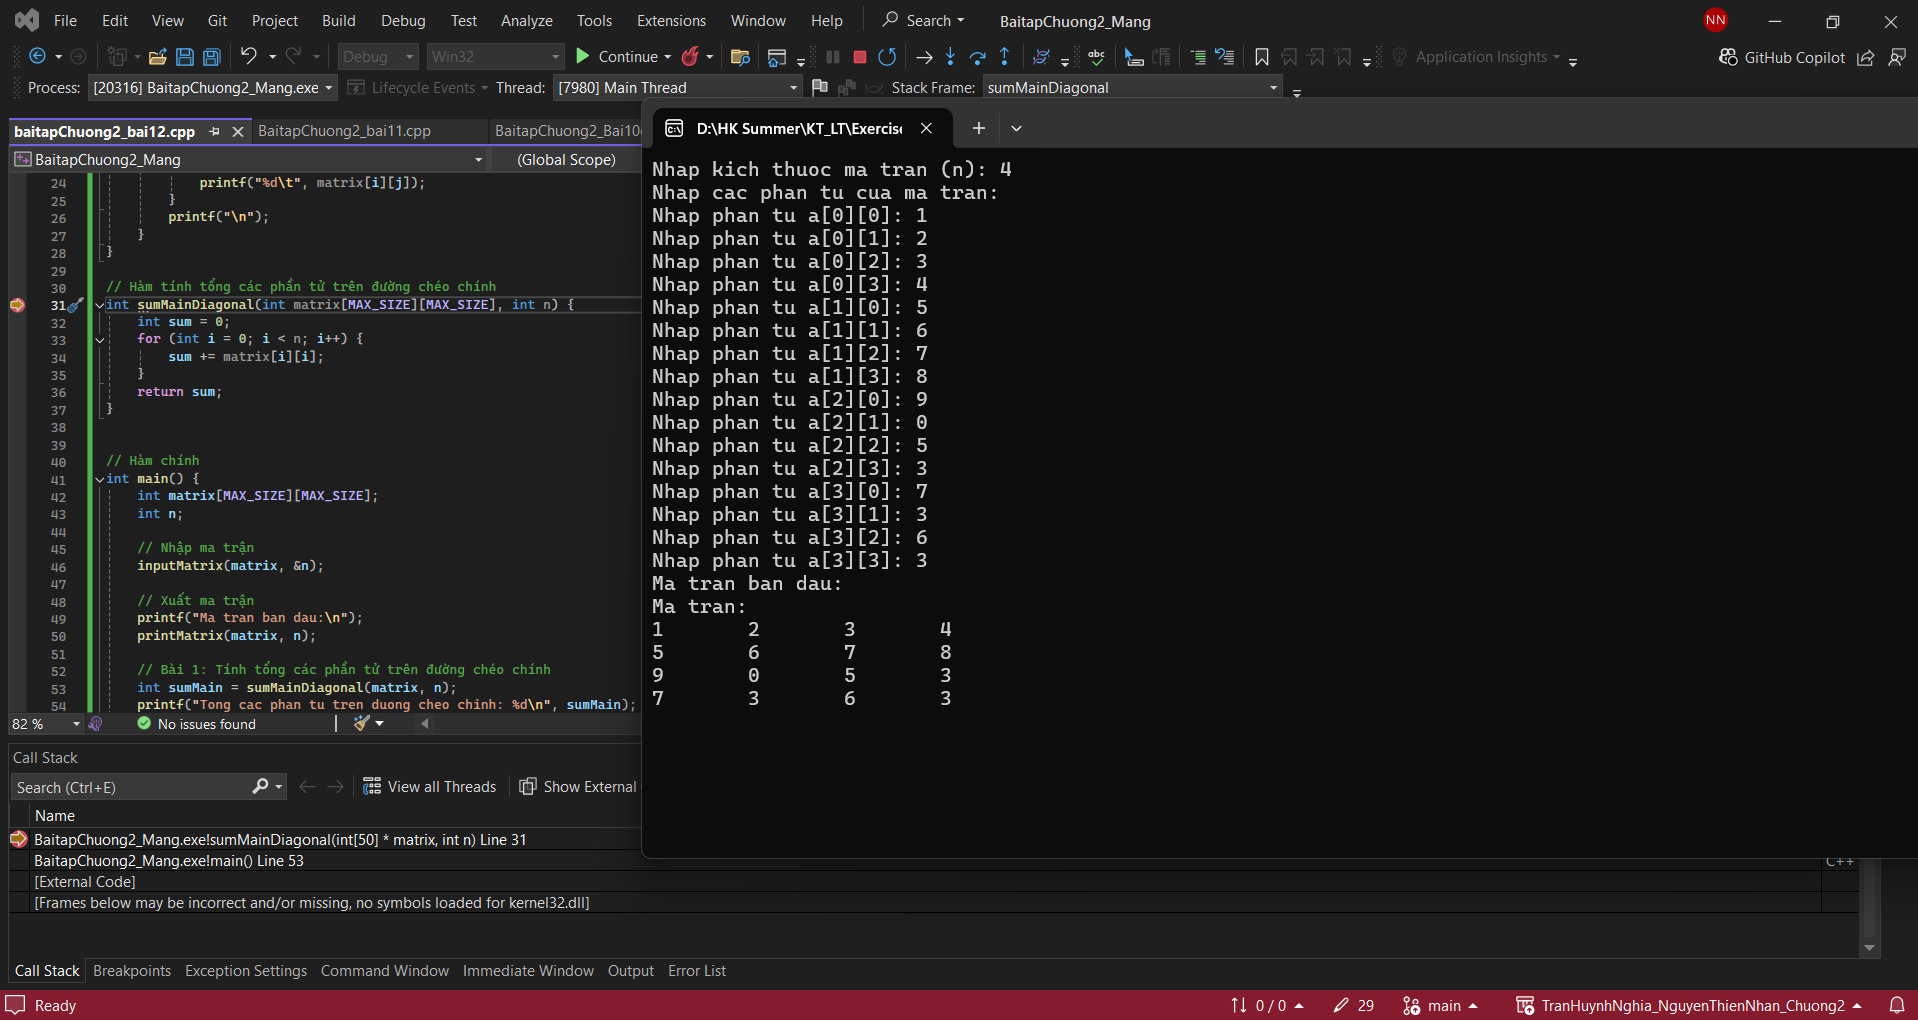 File Edit View Git Project Build Debug Test Analyze Tools Extensions Window Help Search BaitapChuong2_Mang NN
Debug Win32 Continue abc Application Insights GitHub Copilot
Process: [20316] BaitapChuong2_Mang.exe Lifecycle Events Thread: [7980] Main Thread Stack Frame: sumMainDiagonal
baitapChuong2_bai12.cpp BaitapChuong2_bai11.cpp BaitapChuong2_Bai10
BaitapChuong2_Mang (Global Scope)
24 printf("%d\t", matrix[i][j]);
25 }
26 printf("\n");
27 }
28 }
29
30 // Hàm tính tổng các phần tử trên đường chéo chính
31 int sumMainDiagonal(int matrix[MAX_SIZE][MAX_SIZE], int n) {
32 int sum = 0;
33 for (int i = 0; i < n; i++) {
34 sum += matrix[i][i];
35 }
36 return sum;
37 }
38
39
40 // Hàm chính
41 int main() {
42 int matrix[MAX_SIZE][MAX_SIZE];
43 int n;
44
45 // Nhập ma trận
46 inputMatrix(matrix, &n);
47
48 // Xuất ma trận
49 printf("Ma tran ban dau:\n");
50 printMatrix(matrix, n);
51
52 // Bài 1: Tính tổng các phần tử trên đường chéo chính
53 int sumMain = sumMainDiagonal(matrix, n);
54 printf("Tong cac phan tu tren duong cheo chinh: %d\n", sumMain);
82 % No issues found
D:\HK Summer\KT_LT\Exercise
Nhap kich thuoc ma tran (n): 4
Nhap cac phan tu cua ma tran:
Nhap phan tu a[0][0]: 1
Nhap phan tu a[0][1]: 2
Nhap phan tu a[0][2]: 3
Nhap phan tu a[0][3]: 4
Nhap phan tu a[1][0]: 5
Nhap phan tu a[1][1]: 6
Nhap phan tu a[1][2]: 7
Nhap phan tu a[1][3]: 8
Nhap phan tu a[2][0]: 9
Nhap phan tu a[2][1]: 0
Nhap phan tu a[2][2]: 5
Nhap phan tu a[2][3]: 3
Nhap phan tu a[3][0]: 7
Nhap phan tu a[3][1]: 3
Nhap phan tu a[3][2]: 6
Nhap phan tu a[3][3]: 3
Ma tran ban dau:
Ma tran:
1 2 3 4
5 6 7 8
9 0 5 3
7 3 6 3
Call Stack
Search (Ctrl+E) View all Threads Show External
Name
BaitapChuong2_Mang.exe!sumMainDiagonal(int[50] * matrix, int n) Line 31
BaitapChuong2_Mang.exe!main() Line 53 C++
[External Code]
[Frames below may be incorrect and/or missing, no symbols loaded for kernel32.dll]
Call Stack Breakpoints Exception Settings Command Window Immediate Window Output Error List
Ready 0 / 0 29 main TranHuynhNghia_NguyenThienNhan_Chuong2